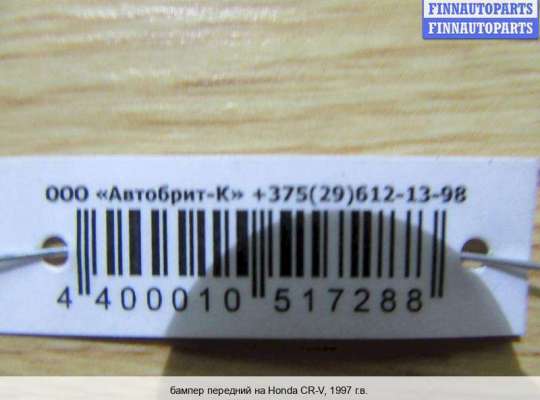 FINNAUTOPARTS
FINNAUTOPARTS
ООО «Автобрит-К» +375(29)612-13-98
4 400010 517288
бампер передний на Honda CR-V, 1997 г.в.